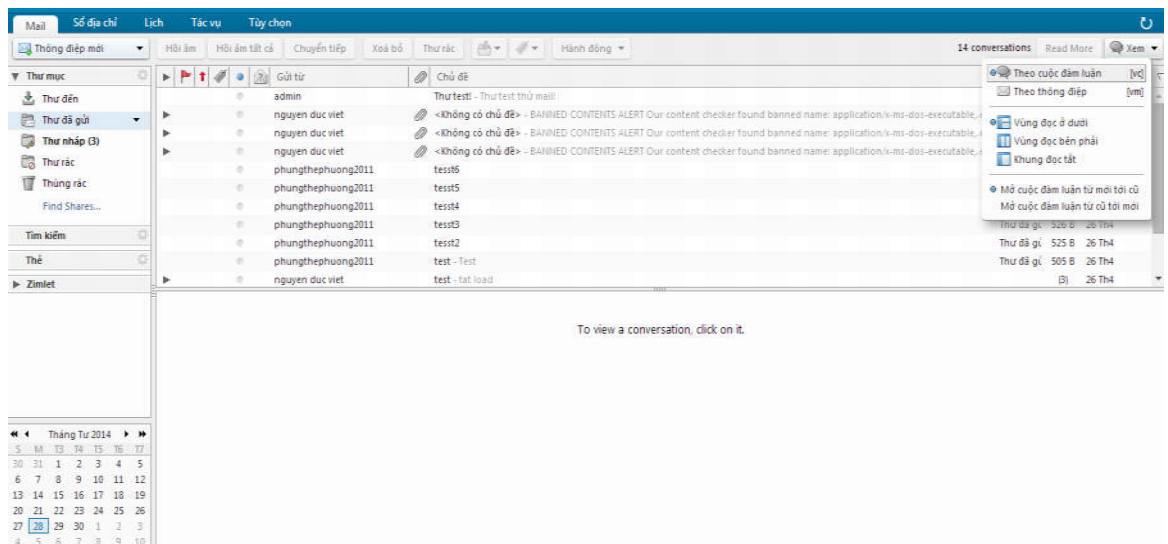 Mail Sổ địa chỉ Lịch Tác vụ Tùy chọn
Thông điệp mới Hồi âm Hồi âm tất cả Chuyển tiếp Xoá bỏ Thư rác Hành động 14 conversations Read More Xem
Thư mục
Thư đến
Thư đã gửi
Thư nháp (3)
Thư rác
Thùng rác
Find Shares...
Tìm kiếm
Thẻ
Zimlet
Gửi từ Chủ đề
admin Thư test! - Thư test thử mail!
nguyen duc viet <Không có chủ đề> - BANNED CONTENTS ALERT Our content checker found banned name: application/x-ms-dos-executable,
nguyen duc viet <Không có chủ đề> - BANNED CONTENTS ALERT Our content checker found banned name: application/x-ms-dos-executable,
nguyen duc viet <Không có chủ đề> - BANNED CONTENTS ALERT Our content checker found banned name: application/x-ms-dos-executable,
phungthephuong2011 tesst6
phungthephuong2011 tesst5
phungthephuong2011 tesst4
phungthephuong2011 tesst3 Thư đã gử 526 B 26 Th4
phungthephuong2011 tesst2 Thư đã gử 525 B 26 Th4
phungthephuong2011 test - Test Thư đã gử 505 B 26 Th4
nguyen duc viet test - tat load (3) 26 Th4
Theo cuộc đàm luận [vc]
Theo thông điệp [vm]
Vùng đọc ở dưới
Vùng đọc bên phải
Khung đọc tắt
Mở cuộc đàm luận từ mới tới cũ
Mở cuộc đàm luận từ cũ tới mới
To view a conversation, click on it.
Tháng Tư 2014
S M T3 T4 T5 T6 T7
30 31 1 2 3 4 5
6 7 8 9 10 11 12
13 14 15 16 17 18 19
20 21 22 23 24 25 26
27 28 29 30 1 2 3
4 5 6 7 8 9 10